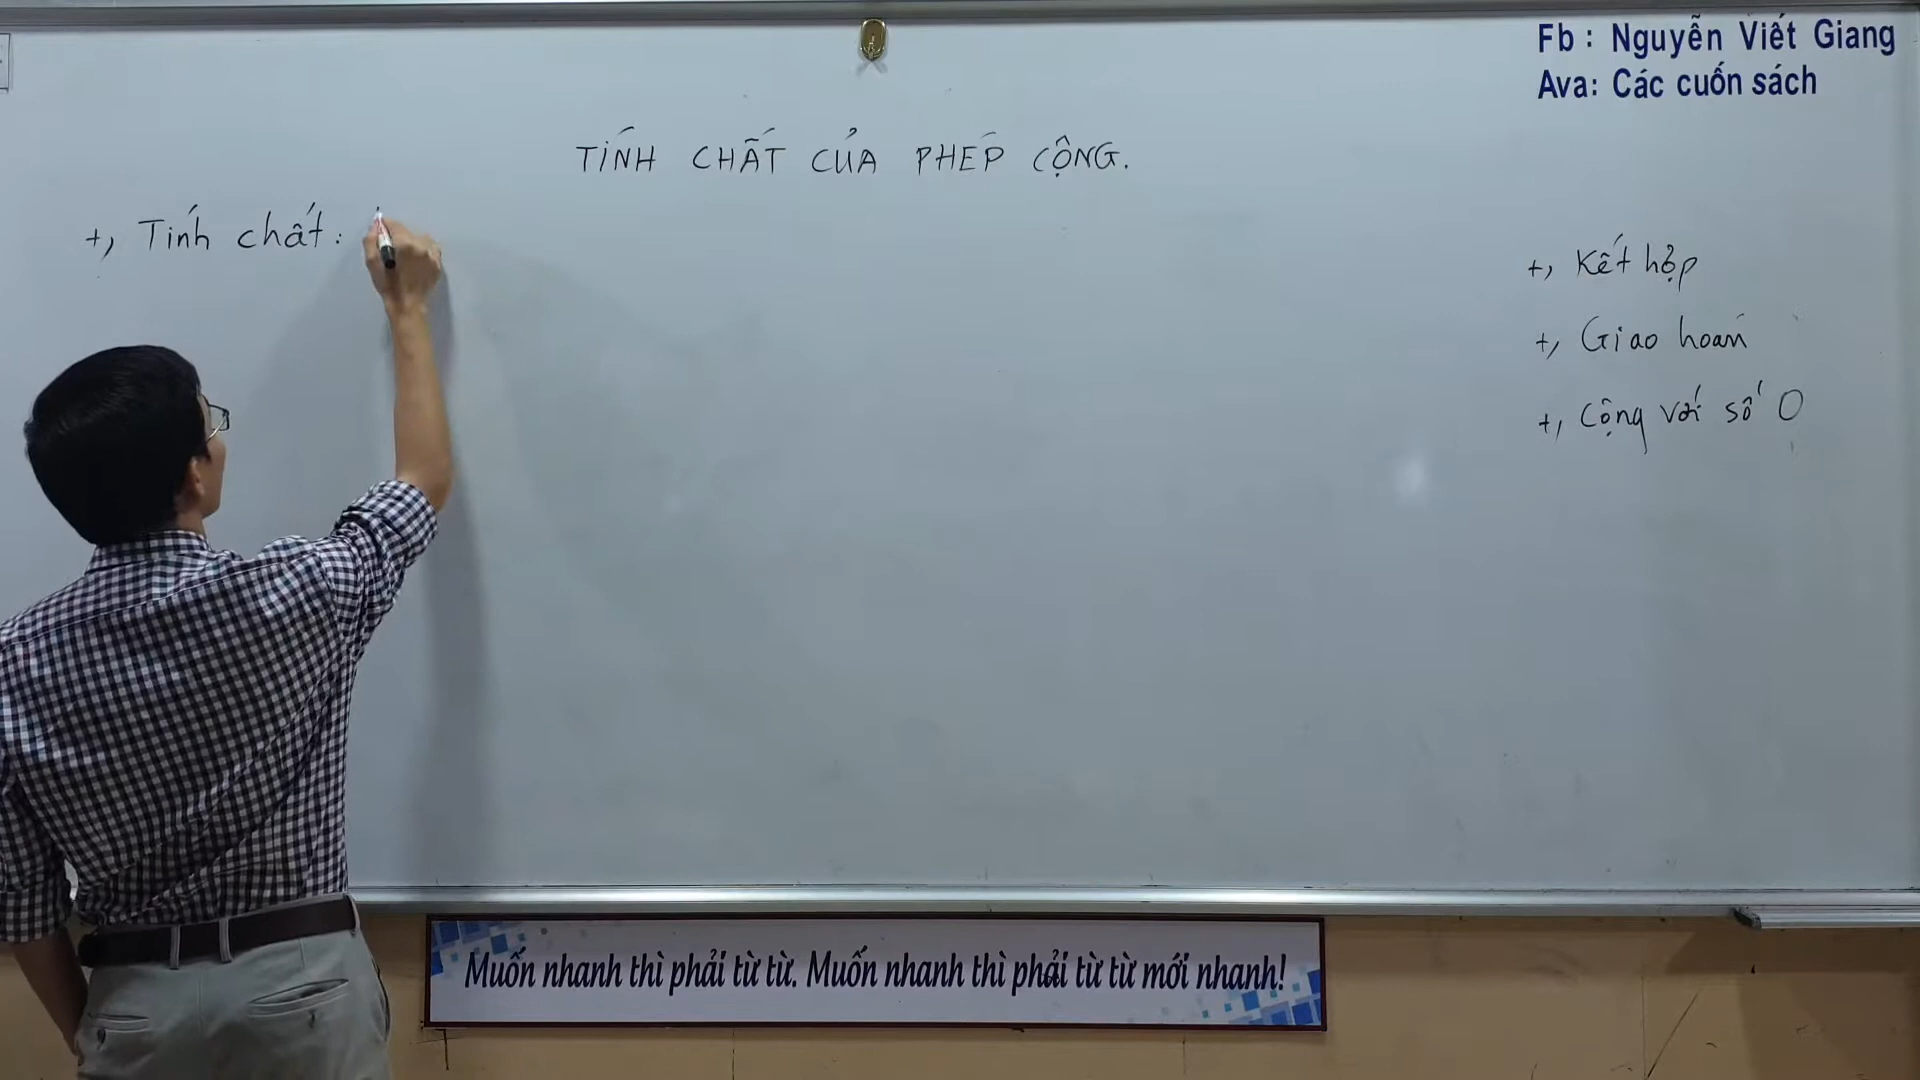 Fb : Nguyễn Viết Giang
Ava: Các cuốn sách
TÍNH CHẤT CỦA PHÉP CỘNG.
+, Tính chất:
+, Kết hợp
+, Giao hoán
+, Cộng với số 0
Muốn nhanh thì phải từ từ. Muốn nhanh thì phải từ từ mới nhanh!